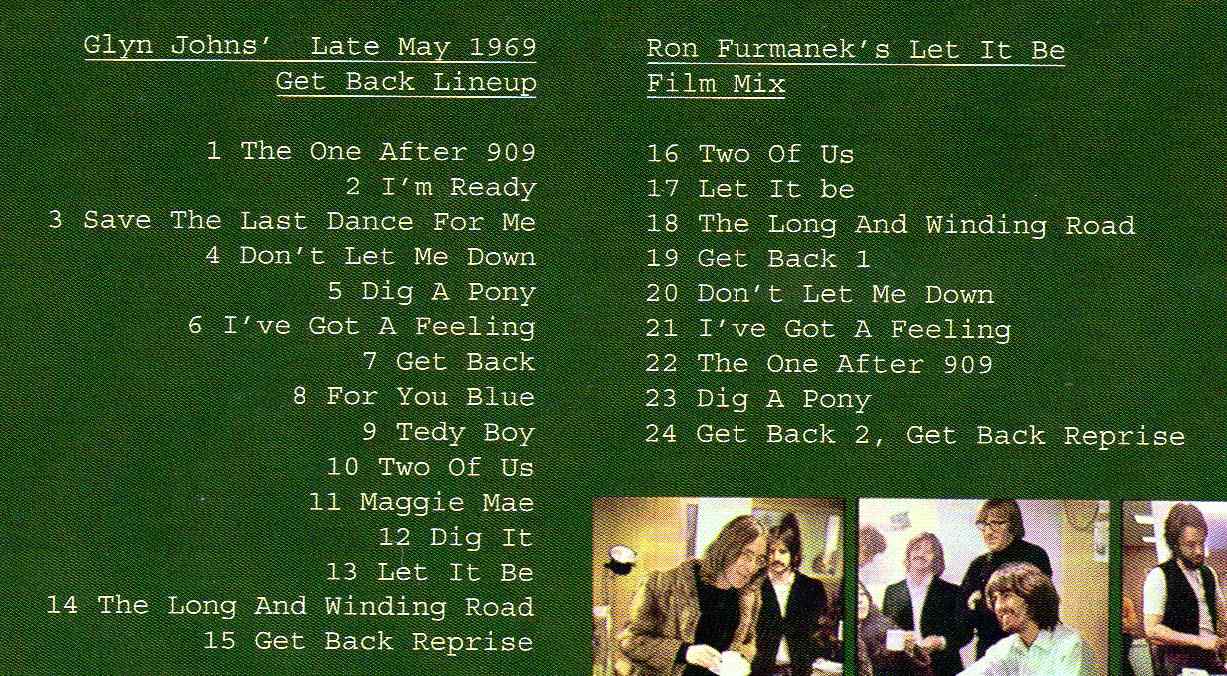 Glyn Johns' Late May 1969
Get Back Lineup
1 The One After 909
2 I'm Ready
3 Save The Last Dance For Me
4 Don't Let Me Down
5 Dig A Pony
6 I've Got A Feeling
7 Get Back
8 For You Blue
9 Tedy Boy
10 Two Of Us
11 Maggie Mae
12 Dig It
13 Let It Be
14 The Long And Winding Road
15 Get Back Reprise
Ron Furmanek's Let It Be
Film Mix
16 Two Of Us
17 Let It be
18 The Long And Winding Road
19 Get Back 1
20 Don't Let Me Down
21 I've Got A Feeling
22 The One After 909
23 Dig A Pony
24 Get Back 2, Get Back Reprise